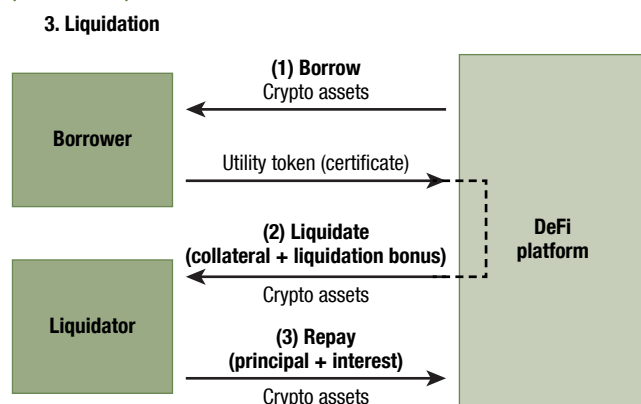 3. Liquidation
(1) Borrow
Crypto assets
Borrower
Utility token (certificate)
(2) Liquidate
(collateral + liquidation bonus)
Crypto assets
DeFi
platform
Liquidator
(3) Repay
(principal + interest)
Crypto assets